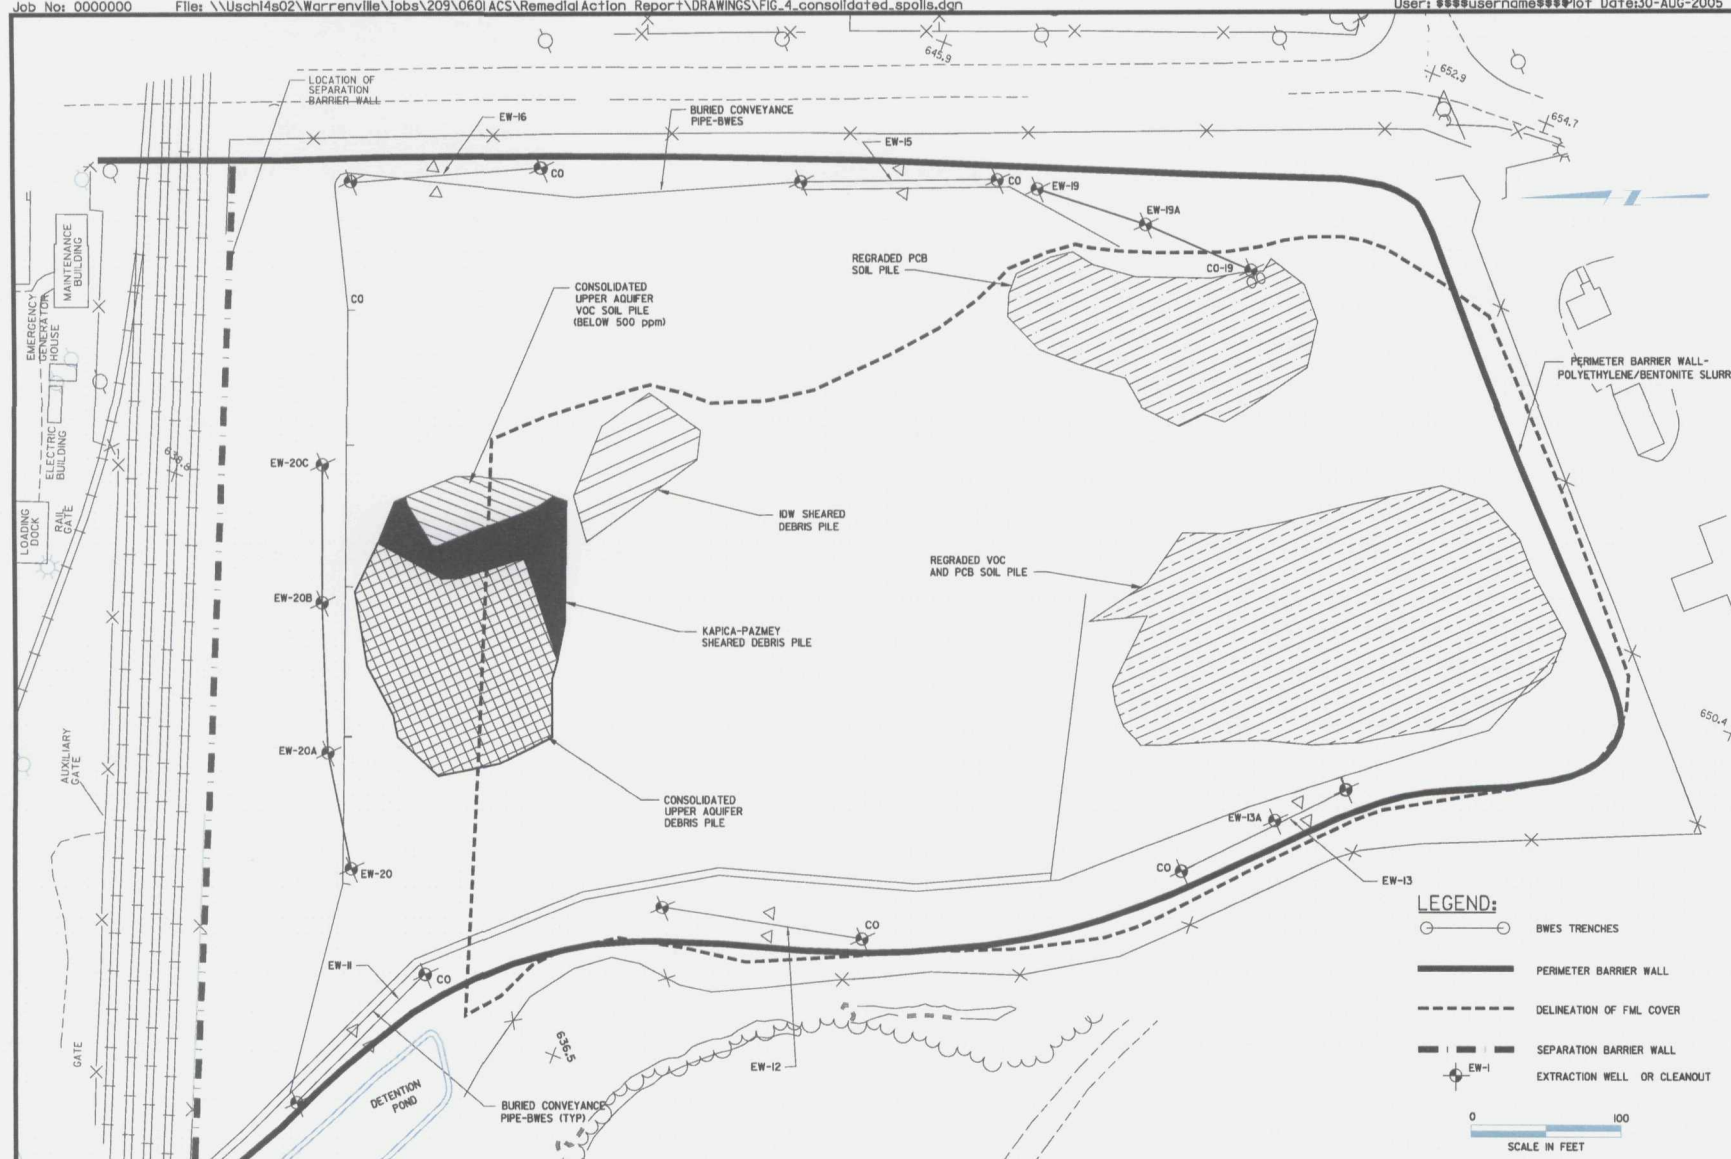 Job No: 0000000 File: \\Uschi4s02\Warrenville\jobs\209\0601 ACS\Remedial Action Report\DRAWINGS\FIG_4_consolidated_spoils.dgn User: $$$$username$$$$Plot Date:30-AUG-2005
645.9
652.9
654.7
LOCATION OF
SEPARATION
BARRIER WALL
BURIED CONVEYANCE
PIPE-BWES
EW-16
EW-15
CO
CO
EW-19
EW-19A
CO-19
REGRADED PCB
SOIL PILE
MAINTENANCE
BUILDING
CO
CONSOLIDATED
UPPER AQUIFER
VOC SOIL PILE
(BELOW 500 ppm)
EMERGENCY
GENERATOR
HOUSE
PERIMETER BARRIER WALL-
POLYETHYLENE/BENTONITE SLURR
ELECTRIC
BUILDING
638.8
EW-20C
LOADING
DOCK
RAIL
GATE
IDW SHEARED
DEBRIS PILE
REGRADED VOC
AND PCB SOIL PILE
EW-20B
KAPICA-PAZMEY
SHEARED DEBRIS PILE
650.4
EW-20A
AUXILIARY
GATE
CONSOLIDATED
UPPER AQUIFER
DEBRIS PILE
EW-13A
EW-20
CO
EW-13
CO
EW-11
CO
636.5
GATE
EW-12
DETENTION
POND
BURIED CONVEYANCE
PIPE-BWES (TYP)
LEGEND:
BWES TRENCHES
PERIMETER BARRIER WALL
DELINEATION OF FML COVER
SEPARATION BARRIER WALL
EW-1
EXTRACTION WELL OR CLEANOUT
0 100
SCALE IN FEET